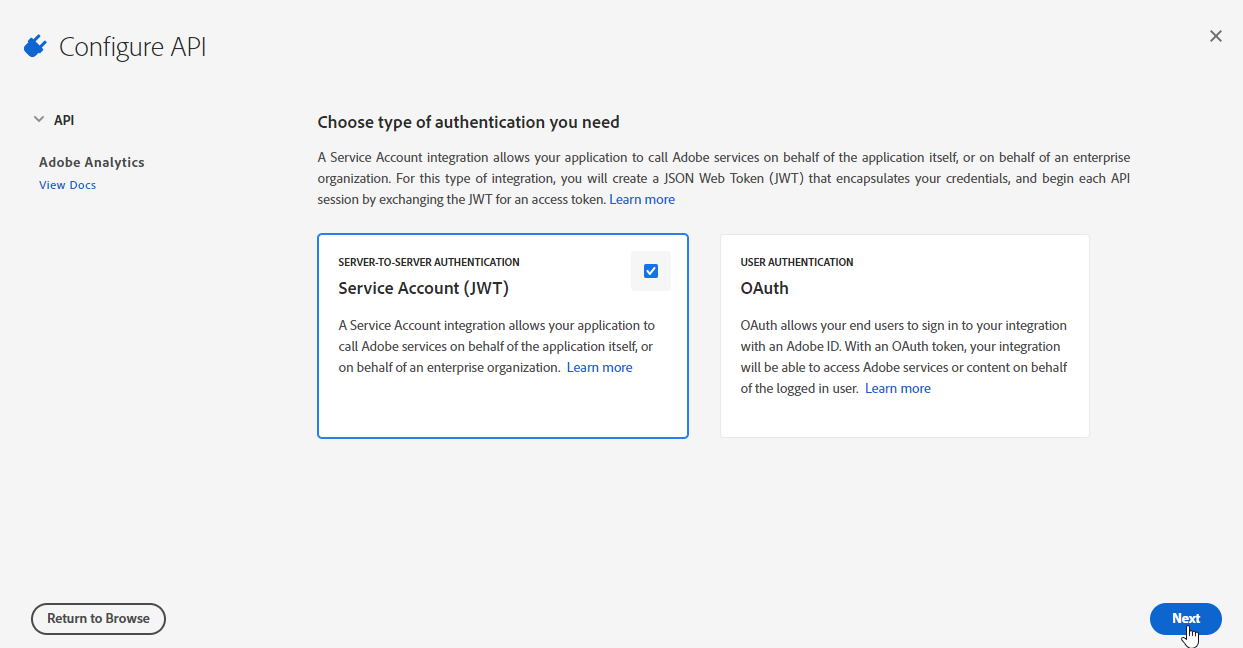 Configure API
API
Adobe Analytics
View Docs
Choose type of authentication you need
A Service Account integration allows your application to call Adobe services on behalf of the application itself, or on behalf of an enterprise
organization. For this type of integration, you will create a JSON Web Token (JWT) that encapsulates your credentials, and begin each API
session by exchanging the JWT for an access token. Learn more
SERVER-TO-SERVER AUTHENTICATION
Service Account (JWT)
A Service Account integration allows your application to
call Adobe services on behalf of the application itself, or
on behalf of an enterprise organization. Learn more
USER AUTHENTICATION
OAuth
OAuth allows your end users to sign in to your integration
with an Adobe ID. With an OAuth token, your integration
will be able to access Adobe services or content on behalf
of the logged in user. Learn more
Return to Browse
Next